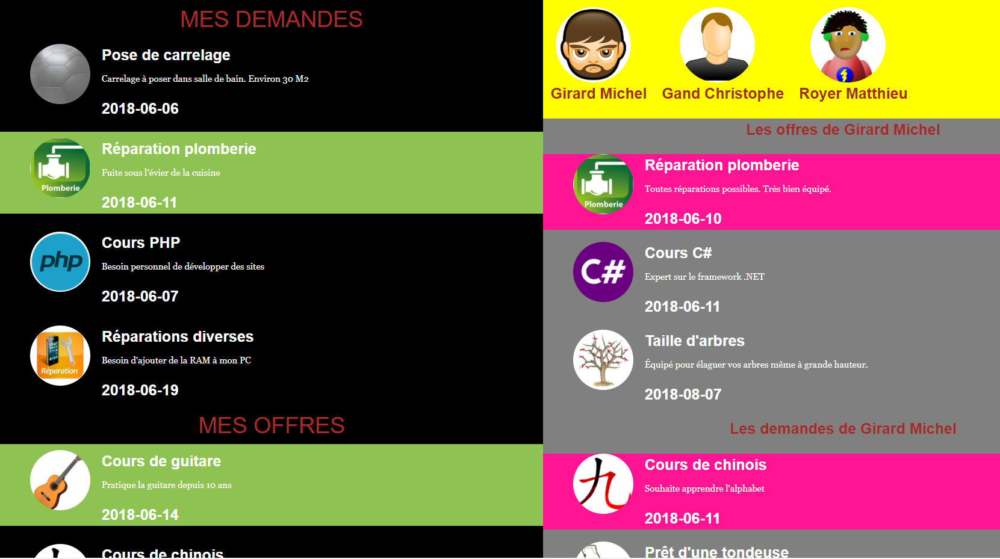 MES DEMANDES
Pose de carrelage
Carrelage à poser dans salle de bain. Environ 30 M2
2018-06-06
Plomberie
Réparation plomberie
Fuite sous l'évier de la cuisine
2018-06-11
php
Cours PHP
Besoin personnel de développer des sites
2018-06-07
Réparation
Réparations diverses
Besoin d'ajouter de la RAM à mon PC
2018-06-19
MES OFFRES
Cours de guitare
Pratique la guitare depuis 10 ans
2018-06-14
Cours de chinois
Girard Michel
Gand Christophe
Royer Matthieu
Les offres de Girard Michel
Plomberie
Réparation plomberie
Toutes réparations possibles. Très bien équipé.
2018-06-10
C#
Cours C#
Expert sur le framework .NET
2018-06-11
Taille d'arbres
Équipé pour élaguer vos arbres même à grande hauteur.
2018-08-07
Les demandes de Girard Michel
九
Cours de chinois
Souhaite apprendre l'alphabet
2018-06-11
Prêt d'une tondeuse